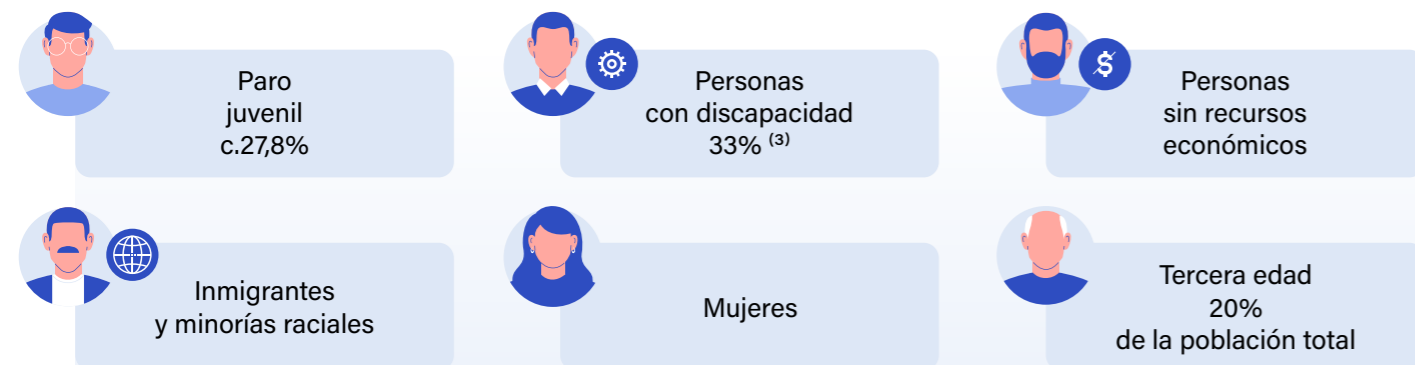 Paro
juvenil
c.27,8%
Personas
con discapacidad
33% (3)
Personas
sin recursos
económicos
Inmigrantes
y minorías raciales
Mujeres
Tercera edad
20%
de la población total